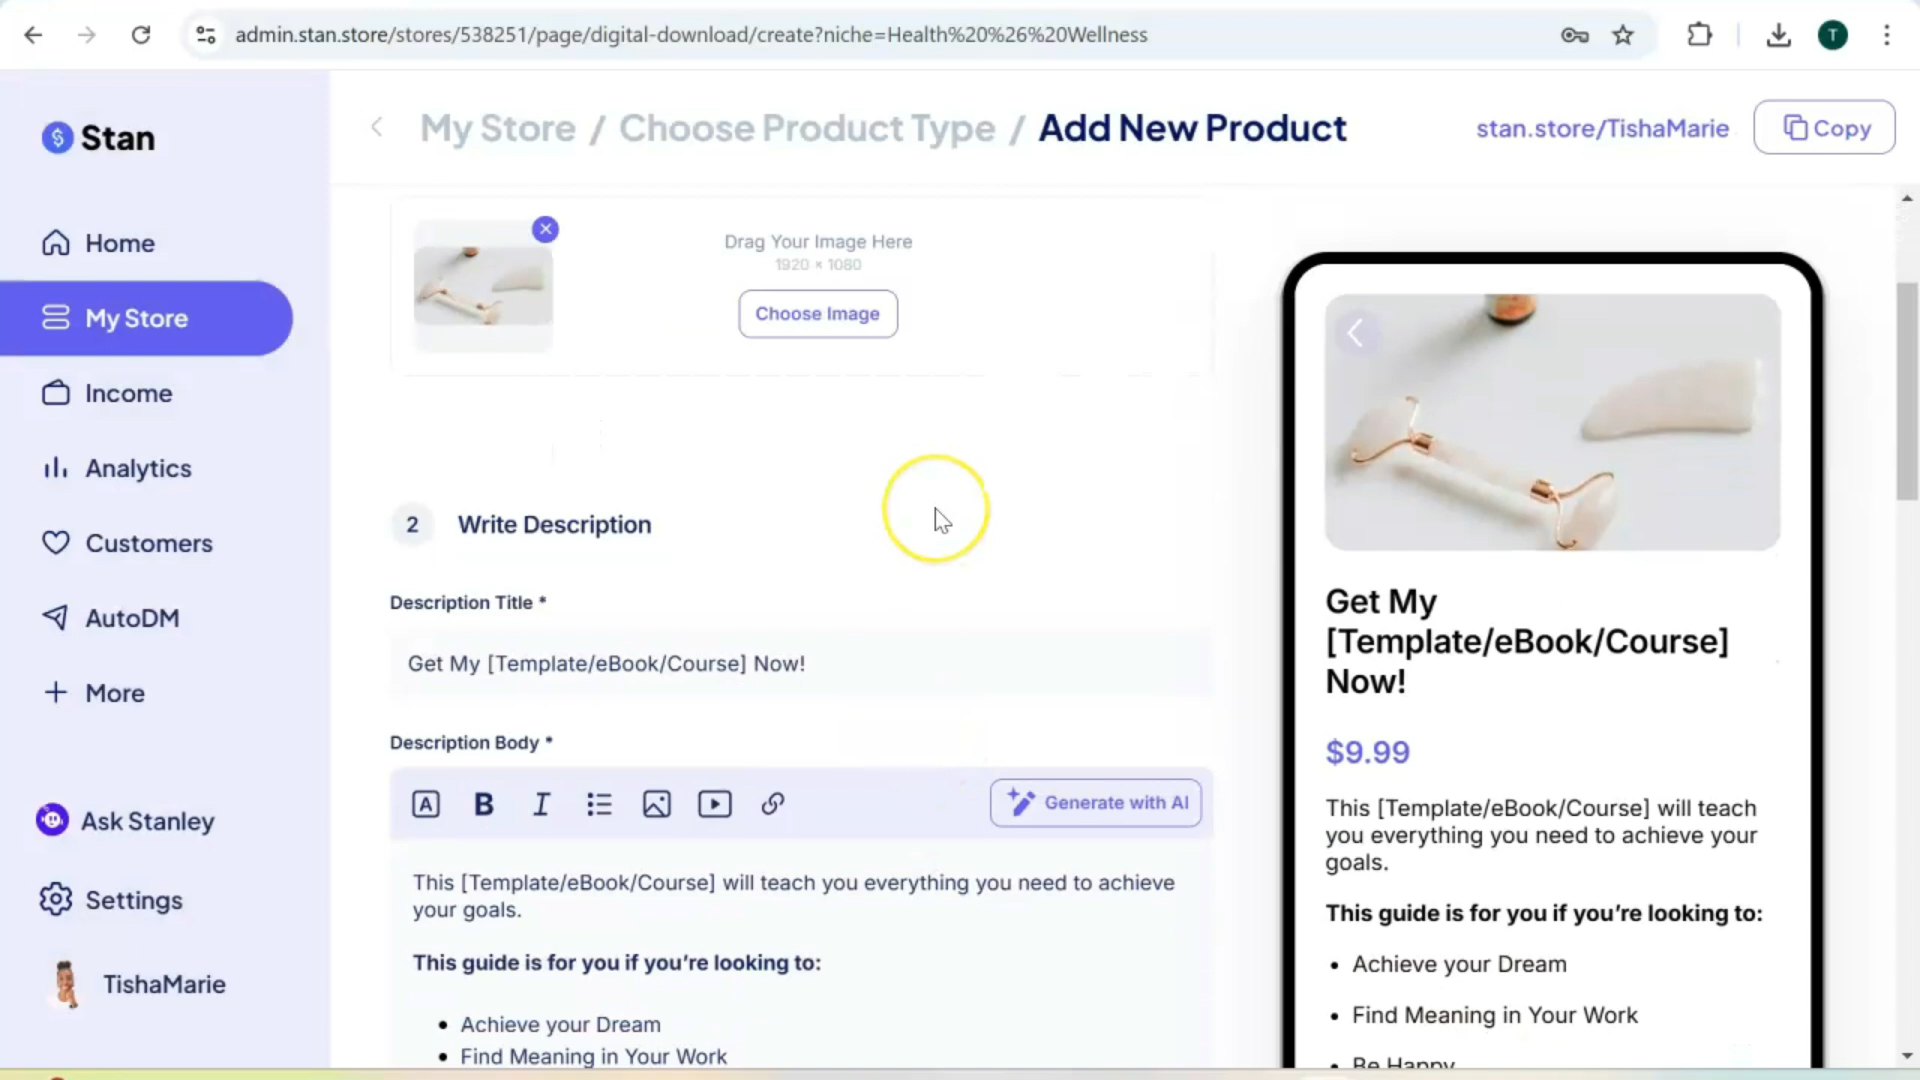 admin.stan.store/stores/538251/page/digital-download/create?niche=Health%20%26%20Wellness
T
Stan
Home
My Store
Income
Analytics
Customers
AutoDM
More
Ask Stanley
Settings
TishaMarie
My Store / Choose Product Type / Add New Product
stan.store/TishaMarie
Copy
Drag Your Image Here
1920 × 1080
Choose Image
2 Write Description
Description Title *
Get My [Template/eBook/Course] Now!
Description Body *
A B I
Generate with AI
This [Template/eBook/Course] will teach you everything you need to achieve
your goals.
This guide is for you if you’re looking to:
• Achieve your Dream
• Find Meaning in Your Work
Get My
[Template/eBook/Course]
Now!
$9.99
This [Template/eBook/Course] will teach
you everything you need to achieve your
goals.
This guide is for you if you’re looking to:
• Achieve your Dream
• Find Meaning in Your Work
• Be Happy